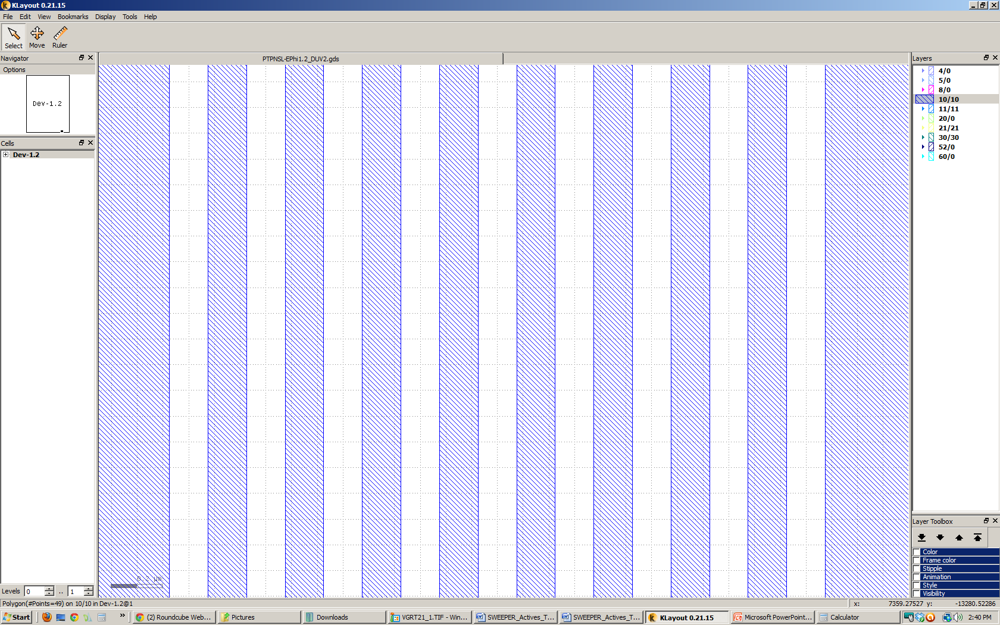 KLayout 0.21.15
File Edit View Bookmarks Display Tools Help
Select Move Ruler
Navigator
Options
Dev-1.2
Cells
Dev-1.2
Levels 0 .. 1
PTPNSL-EPhi1.2_DUV2.gds
0.2 µm
Layers
4/0
5/0
8/0
10/10
11/11
20/0
21/21
30/30
52/0
60/0
Layer Toolbox
Color
Frame color
Stipple
Animation
Style
Visibility
Polygon(#Points=49) on 10/10 in Dev-1.2@1
x: 7359.27527 y: -13280.52286
Start » (2) Roundcube Web... Pictures Downloads VGRT21_1.TIF - Win... SWEEPER_Actives_T... SWEEPER_Actives_T... KLayout 0.21.15 Microsoft PowerPoint... Calculator 2:40 PM